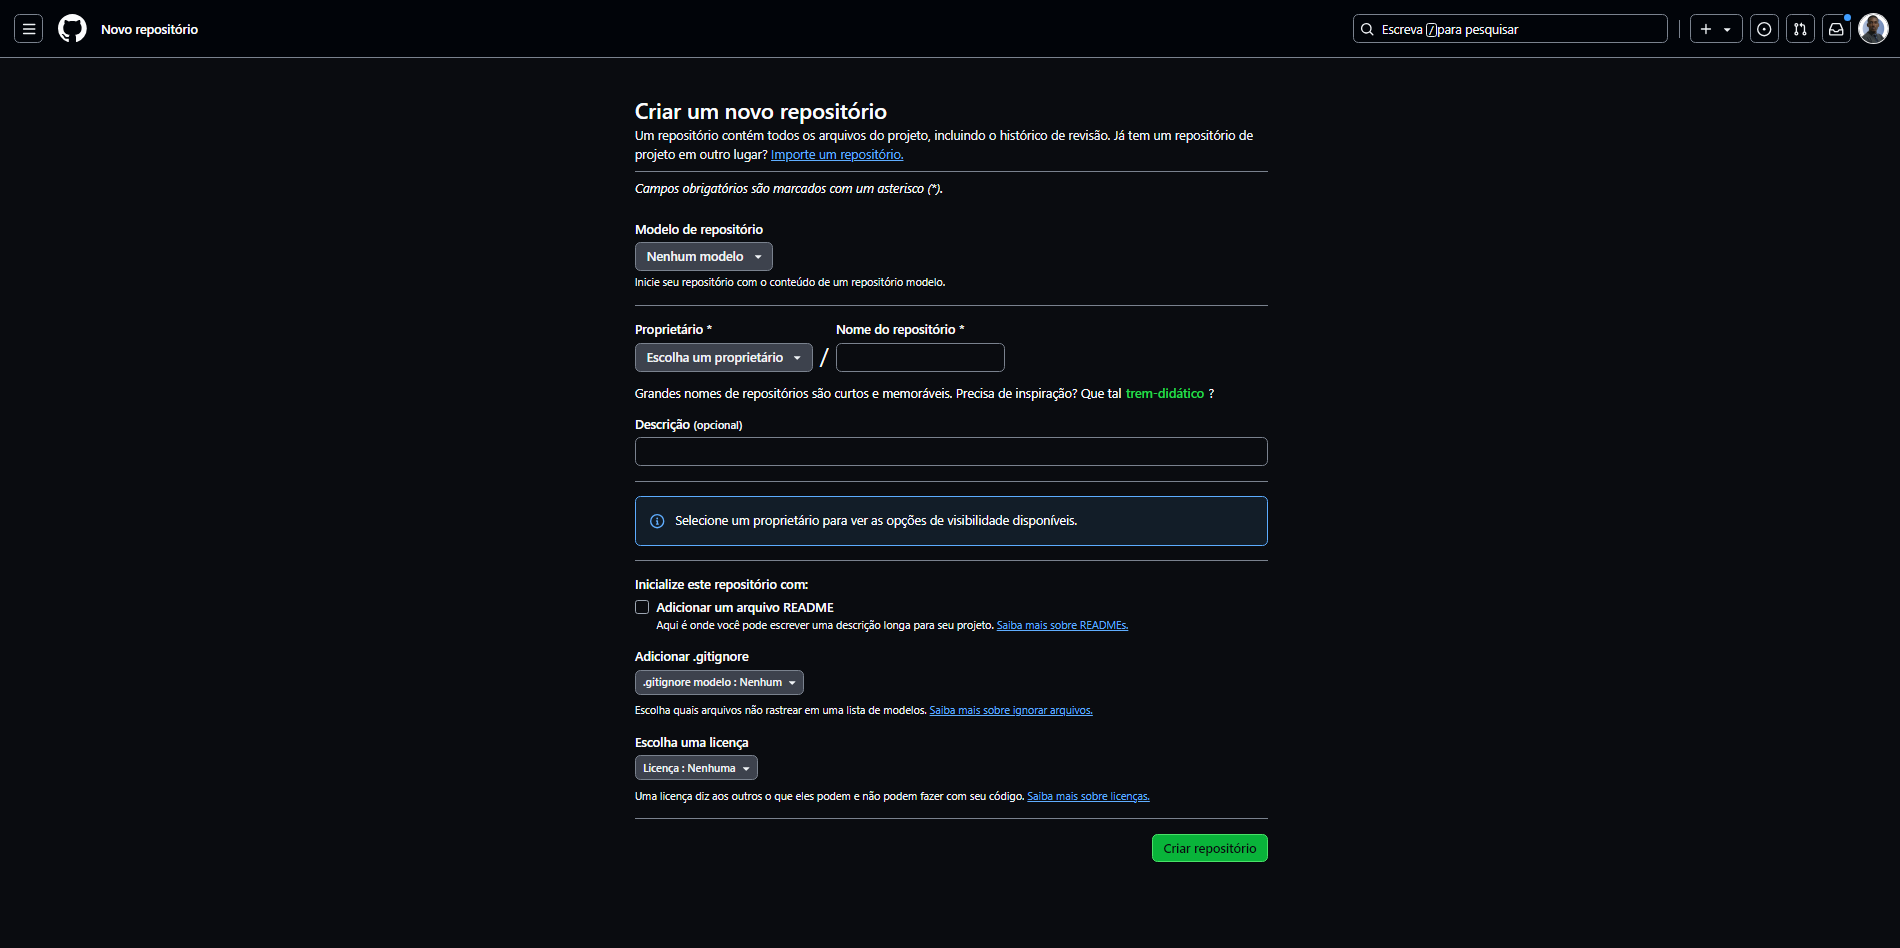 Novo repositório
Escreva / para pesquisar
Criar um novo repositório
Um repositório contém todos os arquivos do projeto, incluindo o histórico de revisão. Já tem um repositório de
projeto em outro lugar? Importe um repositório.
Campos obrigatórios são marcados com um asterisco (*).
Modelo de repositório
Nenhum modelo
Inicie seu repositório com o conteúdo de um repositório modelo.
Proprietário * Nome do repositório *
Escolha um proprietário /
Grandes nomes de repositórios são curtos e memoráveis. Precisa de inspiração? Que tal trem-didático ?
Descrição (opcional)
Selecione um proprietário para ver as opções de visibilidade disponíveis.
Inicialize este repositório com:
Adicionar um arquivo README
Aqui é onde você pode escrever uma descrição longa para seu projeto. Saiba mais sobre READMEs.
Adicionar .gitignore
.gitignore modelo : Nenhum
Escolha quais arquivos não rastrear em uma lista de modelos. Saiba mais sobre ignorar arquivos.
Escolha uma licença
Licença : Nenhuma
Uma licença diz aos outros o que eles podem e não podem fazer com seu código. Saiba mais sobre licenças.
Criar repositório